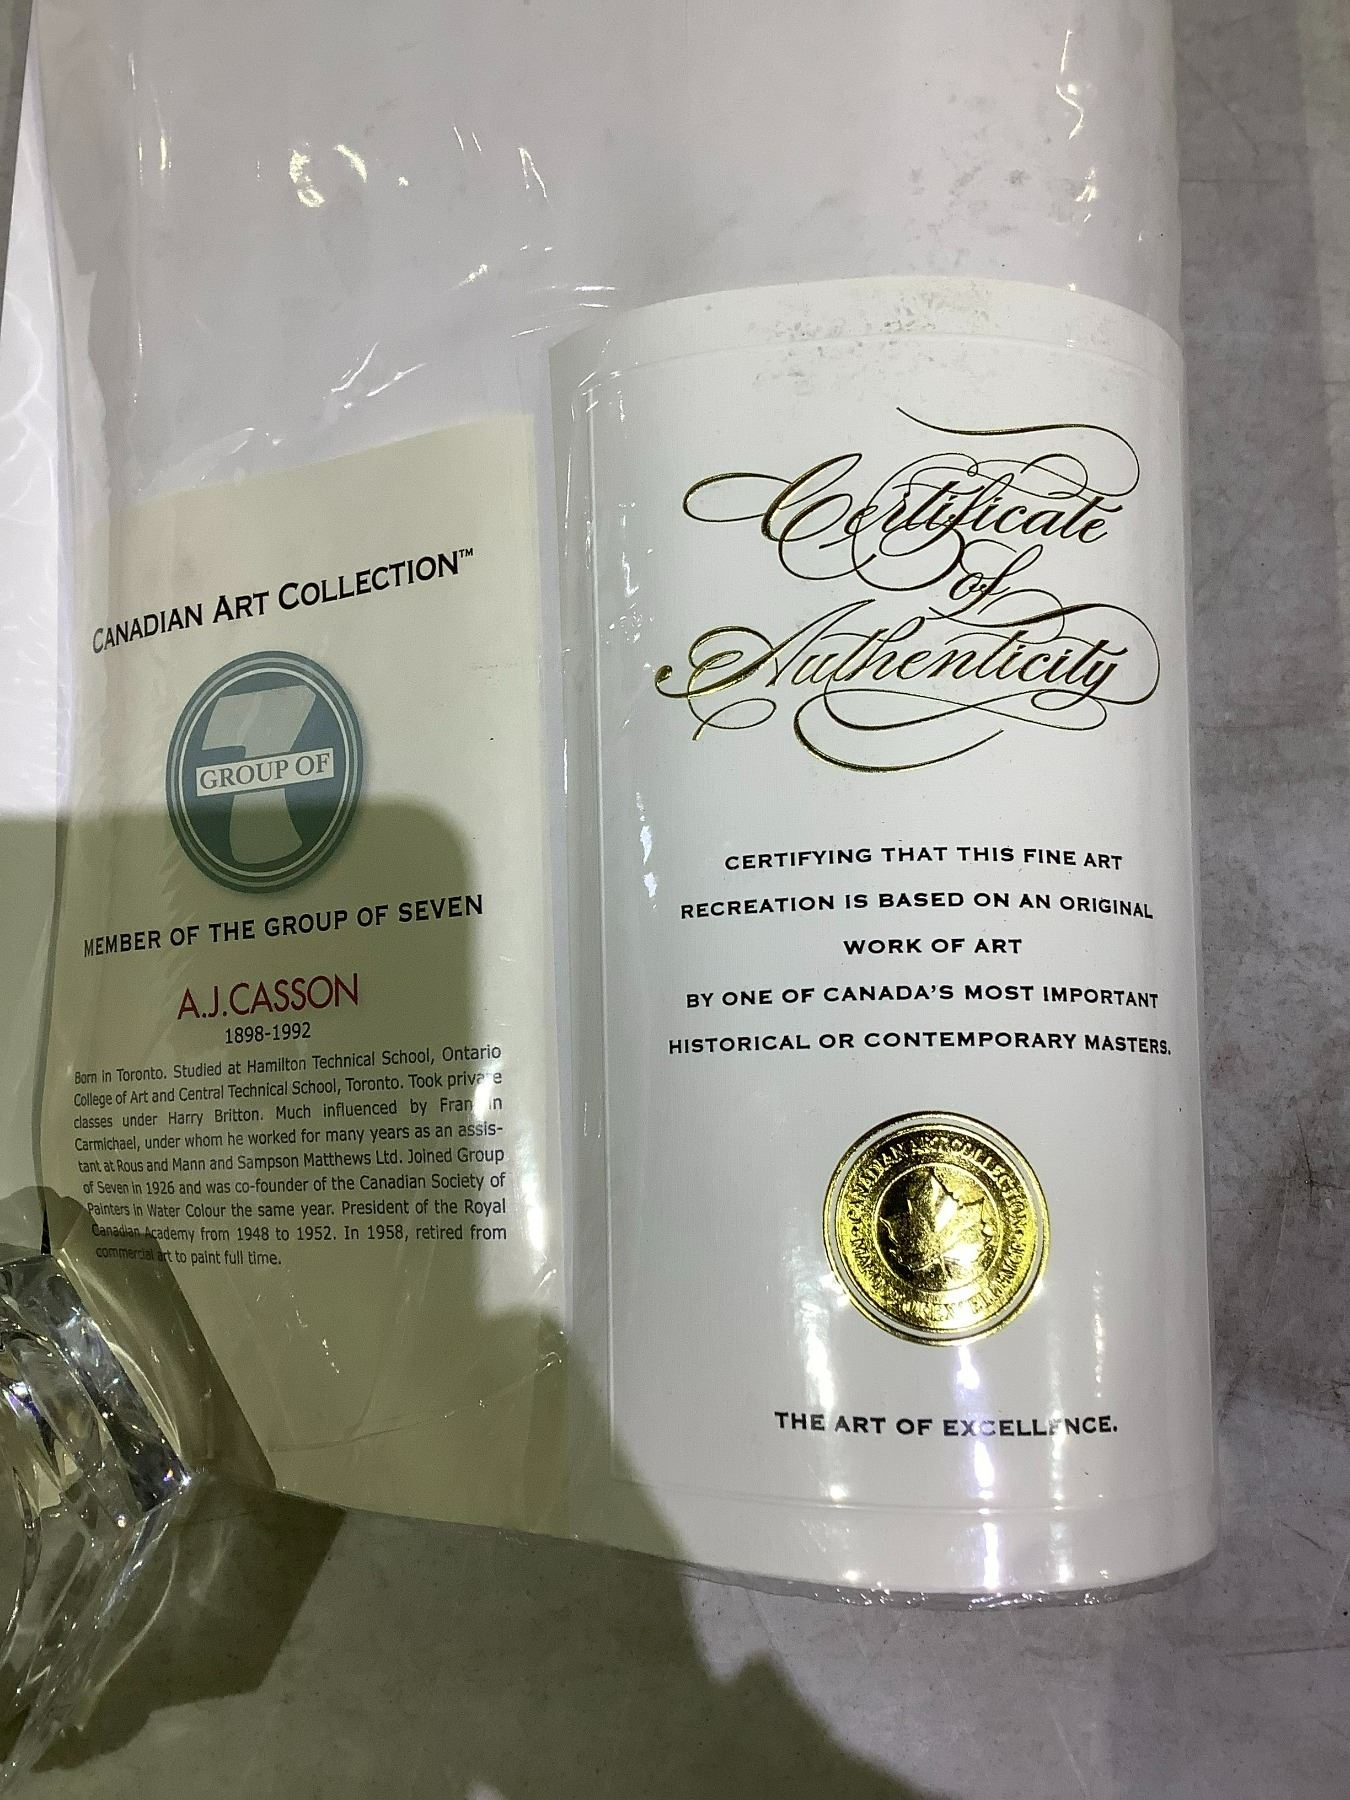 CANADIAN ART COLLECTION™
7
GROUP OF
MEMBER OF THE GROUP OF SEVEN
A.J.CASSON
1898-1992
Born in Toronto. Studied at Hamilton Technical School, Ontario
College of Art and Central Technical School, Toronto. Took private
classes under Harry Britton. Much influenced by Franklin
Carmichael, under whom he worked for many years as an assis-
tant at Rous and Mann and Sampson Matthews Ltd. Joined Group
of Seven in 1926 and was co-founder of the Canadian Society of
Painters in Water Colour the same year. President of the Royal
Canadian Academy from 1948 to 1952. In 1958, retired from
commercial art to paint full time.
Certificate
of
Authenticity
CERTIFYING THAT THIS FINE ART
RECREATION IS BASED ON AN ORIGINAL
WORK OF ART
BY ONE OF CANADA'S MOST IMPORTANT
HISTORICAL OR CONTEMPORARY MASTERS.
CANADIAN ART COLLECTION
THE ART OF EXCELLENCE.